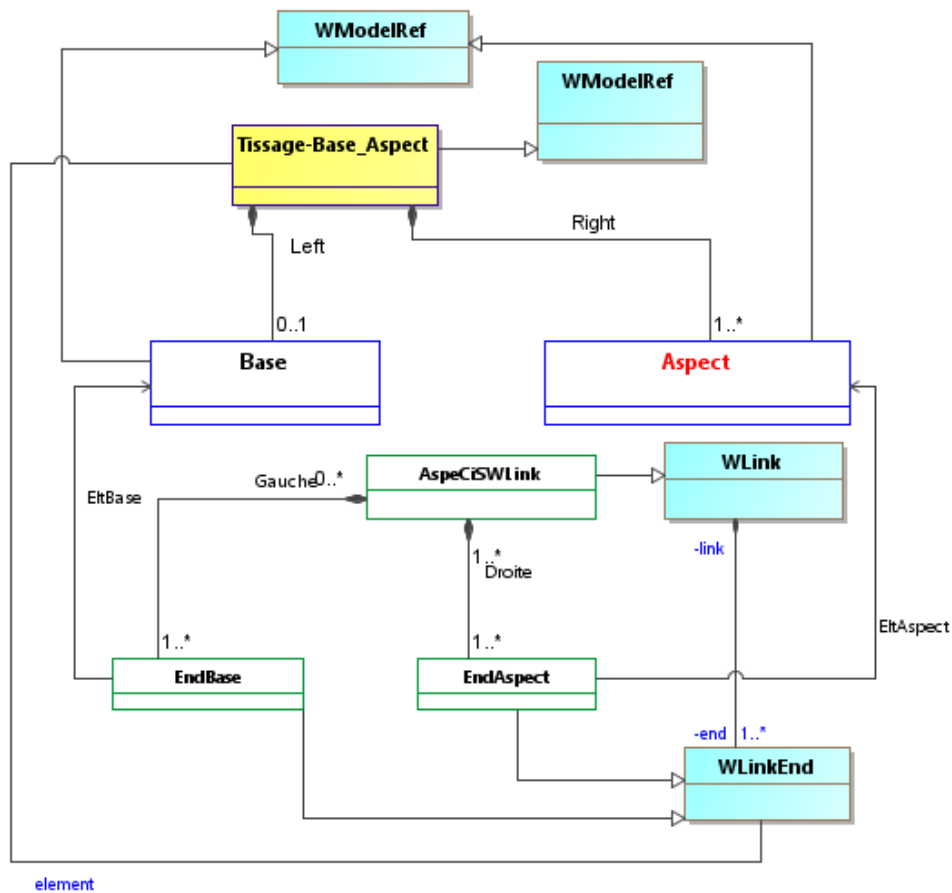 WModelRef
WModelRef
Tissage-Base_Aspect
Right
Left
0..1
1..*
Base
Aspect
AspeCiSWLink
WLink
Gauche
0..*
EltBase
-link
1..*
Droite
EltAspect
1..*
1..*
EndBase
EndAspect
-end
1..*
WLinkEnd
element